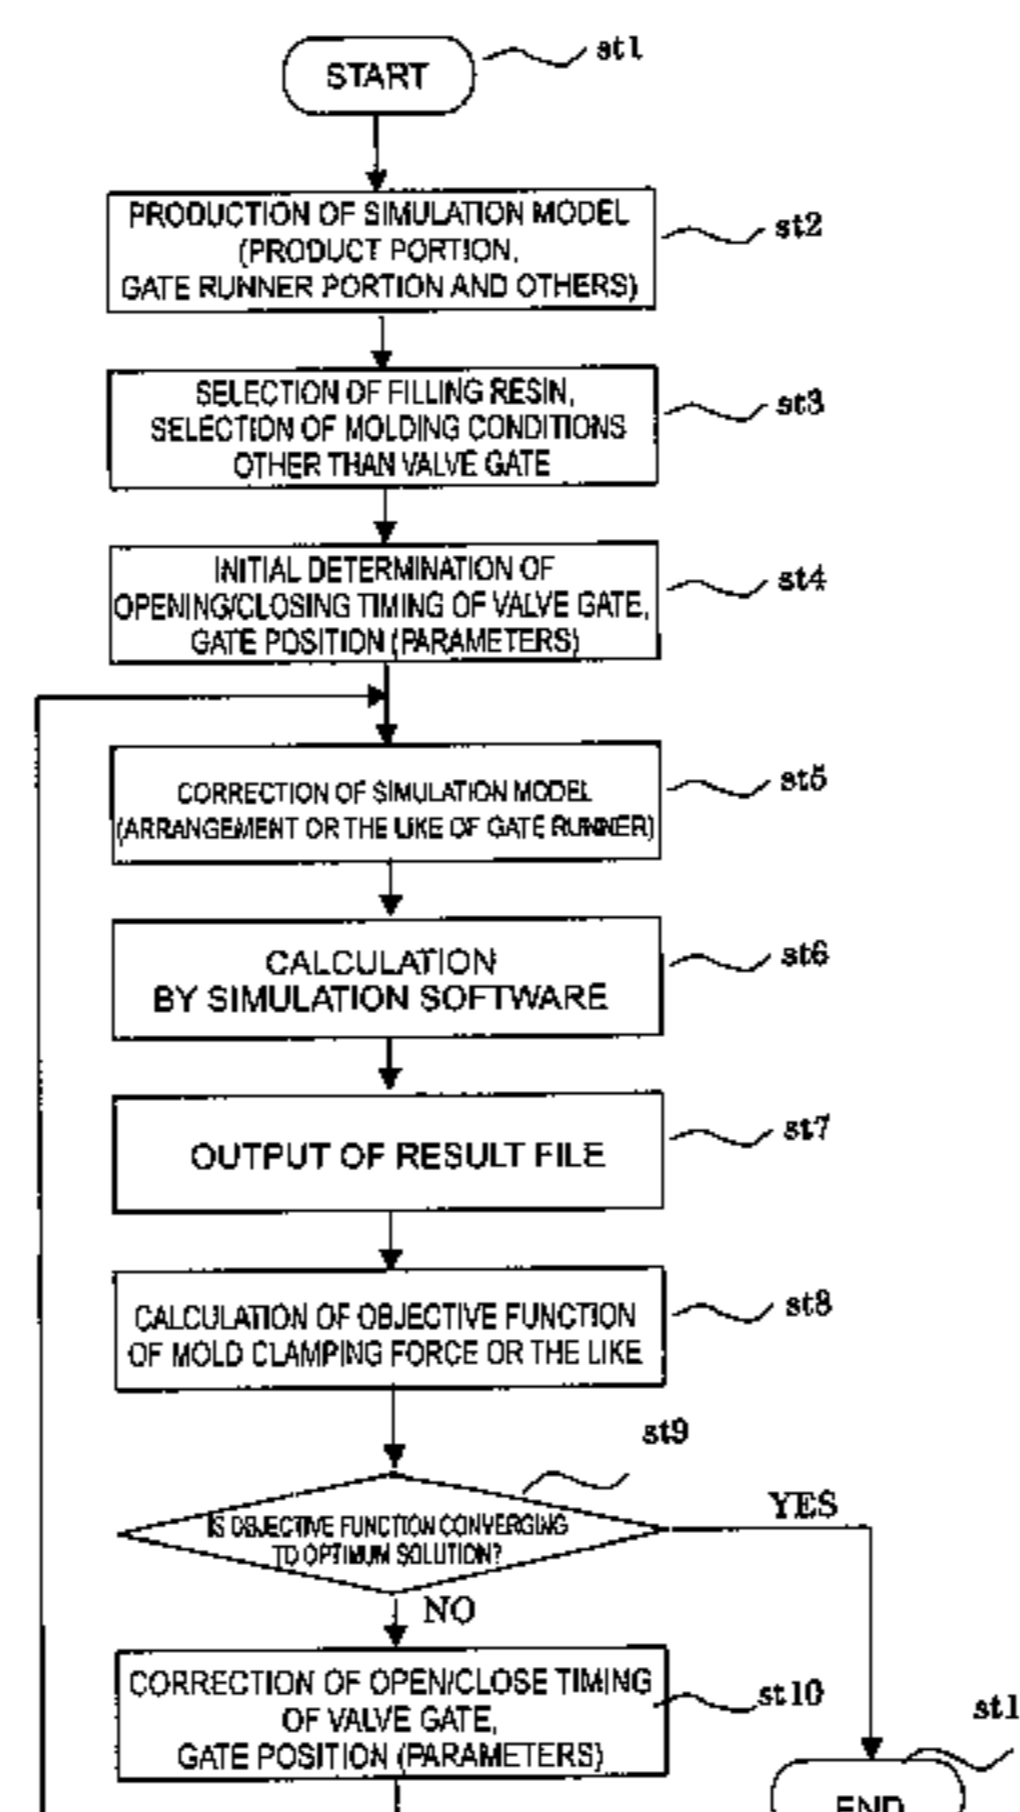 START
st1
PRODUCTION OF SIMULATION MODEL
(PRODUCT PORTION,
GATE RUNNER PORTION AND OTHERS)
st2
SELECTION OF FILLING RESIN,
SELECTION OF MOLDING CONDITIONS
OTHER THAN VALVE GATE
st3
INITIAL DETERMINATION OF
OPENING/CLOSING TIMING OF VALVE GATE,
GATE POSITION (PARAMETERS)
st4
CORRECTION OF SIMULATION MODEL
(ARRANGEMENT OR THE LIKE OF GATE RUNNER)
st5
CALCULATION
BY SIMULATION SOFTWARE
st6
OUTPUT OF RESULT FILE
st7
CALCULATION OF OBJECTIVE FUNCTION
OF MOLD CLAMPING FORCE OR THE LIKE
st8
st9
IS OBJECTIVE FUNCTION CONVERGING
TO OPTIMUM SOLUTION?
YES
NO
CORRECTION OF OPEN/CLOSE TIMING
OF VALVE GATE,
GATE POSITION (PARAMETERS)
st10
st1
END